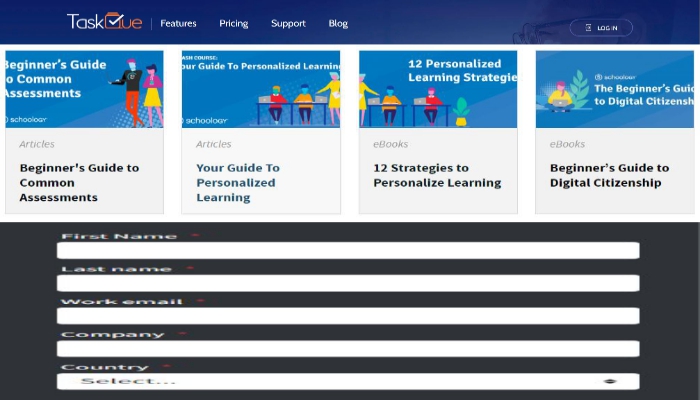 TaskQue
Features
Pricing
Support
Blog
LOG IN
Beginner's Guide
o Common
Assessments
schoology
ASH COURSE:
our Guide To Personalized Learning
schoology
12 Personalized
Learning Strategie
schoology
The Beginner's Guid
to Digital Citizensh
Articles
Beginner's Guide to
Common
Assessments
Articles
Your Guide To
Personalized
Learning
eBooks
12 Strategies to
Personalize Learning
eBooks
Beginner's Guide to
Digital Citizenship
First Name *
Last name *
Work email *
Company *
Country *
Select...